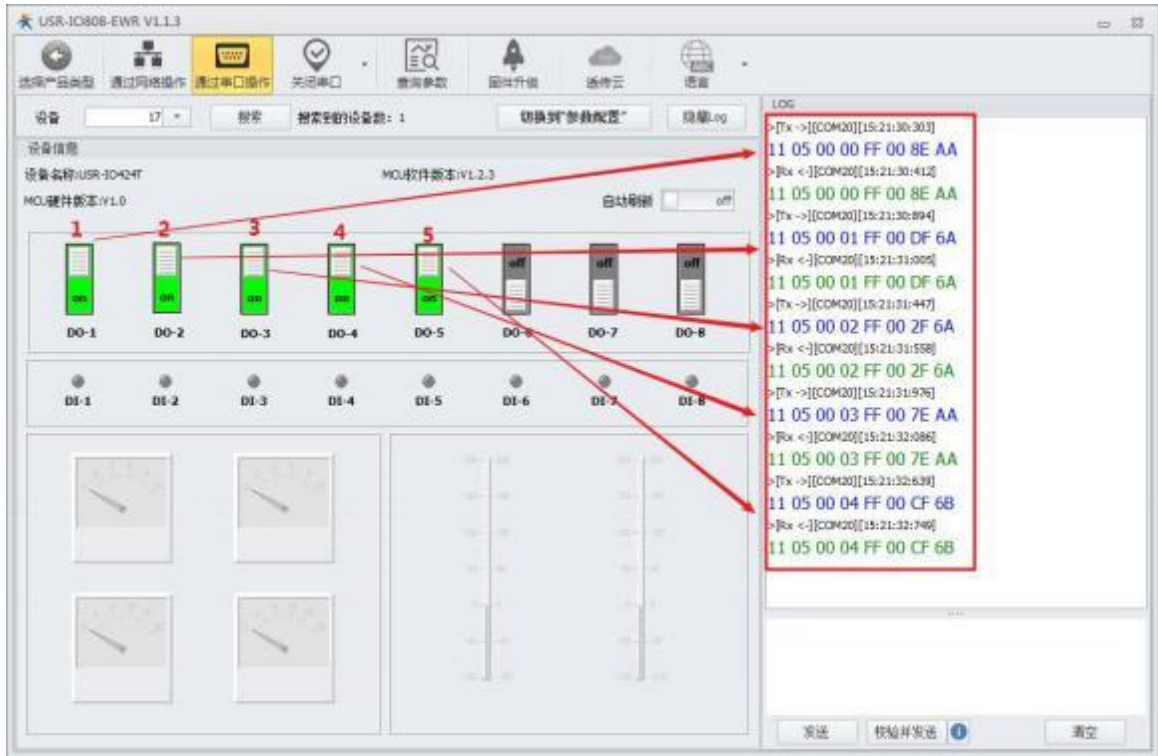 USR-IO808-EWR V1.1.3
选择产品类型 通过网络操作 通过串口操作 关闭串口 查询参数 固件升级 透传云 语言
设备 17 搜索 搜索到的设备数: 1 切换到"参数配置" 隐藏Log
设备信息
设备名称:USR-IO424T MCU软件版本:V1.2.3
MCU硬件版本:V1.0 自动刷新 off
1 2 3 4 5
off off off
on on on on on
DO-1 DO-2 DO-3 DO-4 DO-5 DO-6 DO-7 DO-8
DI-1 DI-2 DI-3 DI-4 DI-5 DI-6 DI-7 DI-8
LOG
>[Tx ->][COM20][15:21:30:303]
11 05 00 00 FF 00 8E AA
>[Rx <-][COM20][15:21:30:412]
11 05 00 00 FF 00 8E AA
>[Tx ->][COM20][15:21:30:894]
11 05 00 01 FF 00 DF 6A
>[Rx <-][COM20][15:21:31:005]
11 05 00 01 FF 00 DF 6A
>[Tx ->][COM20][15:21:31:447]
11 05 00 02 FF 00 2F 6A
>[Rx <-][COM20][15:21:31:558]
11 05 00 02 FF 00 2F 6A
>[Tx ->][COM20][15:21:31:976]
11 05 00 03 FF 00 7E AA
>[Rx <-][COM20][15:21:32:086]
11 05 00 03 FF 00 7E AA
>[Tx ->][COM20][15:21:32:639]
11 05 00 04 FF 00 CF 6B
>[Rx <-][COM20][15:21:32:749]
11 05 00 04 FF 00 CF 6B
发送 校验并发送 清空